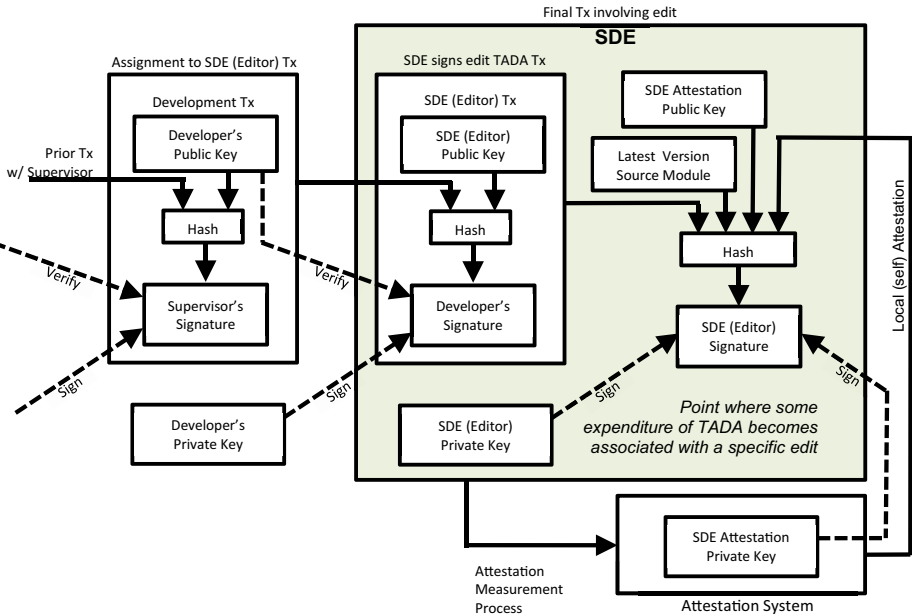 Final Tx involving edit
SDE
Assignment to SDE (Editor) Tx
SDE signs edit TADA Tx
Development Tx
SDE (Editor) Tx
SDE Attestation
Public Key
Developer's
Public Key
SDE (Editor)
Public Key
Prior Tx
w/ Supervisor
Latest Version
Source Module
Hash
Hash
Hash
Local (self) Attestation
Verify
Verify
Supervisor's
Signature
Developer's
Signature
SDE (Editor)
Signature
Sign
Sign
Sign
Sign
Developer's
Private Key
SDE (Editor)
Private Key
Point where some
expenditure of TADA becomes
associated with a specific edit
SDE Attestation
Private Key
Attestation
Measurement
Process
Attestation System